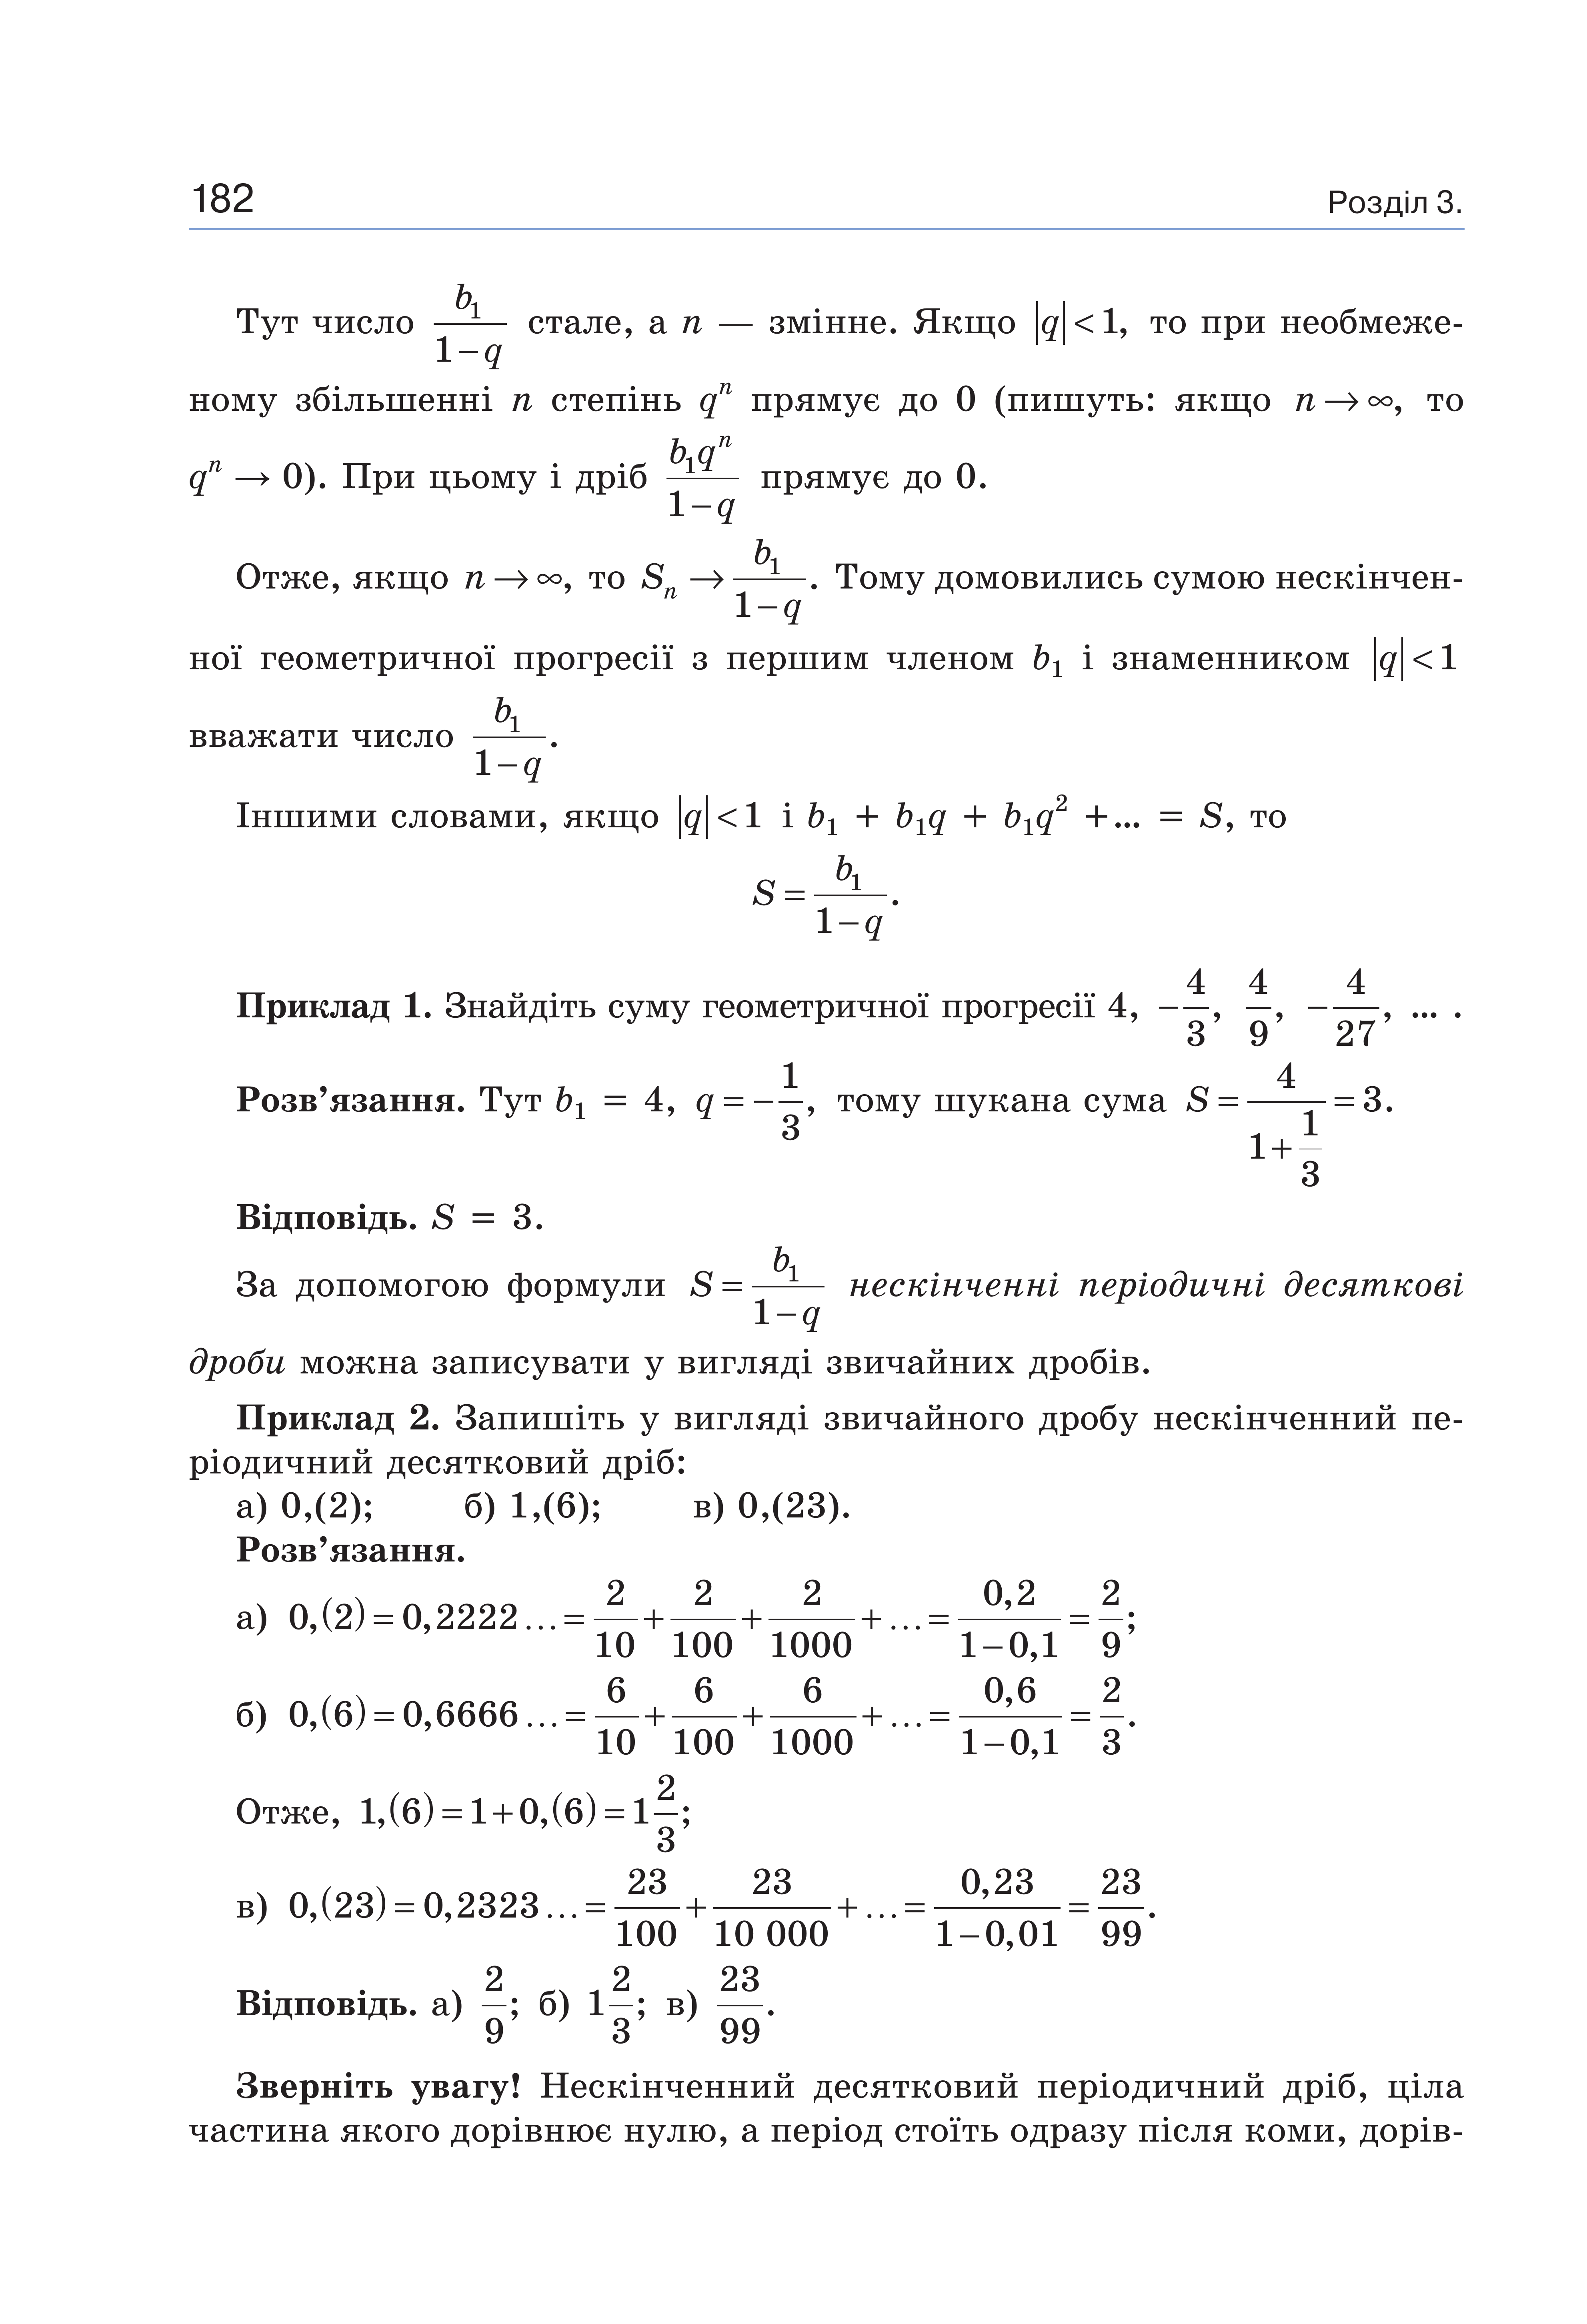 182 Розділ 3.
Тут число $\frac{b_1}{1-q}$ стале, а $n$ — змінне. Якщо $|q|<1$, то при необмеже-
ному збільшенні $n$ степінь $q^n$ прямує до 0 (пишуть: якщо $n \to \infty$, то
$q^n \to 0$). При цьому і дріб $\frac{b_1q^n}{1-q}$ прямує до 0.
Отже, якщо $n \to \infty$, то $S_n \to \frac{b_1}{1-q}$. Тому домовились сумою нескінчен-
ної геометричної прогресії з першим членом $b_1$ і знаменником $|q|<1$
вважати число $\frac{b_1}{1-q}$.
Іншими словами, якщо $|q|<1$ і $b_1 + b_1q + b_1q^2 + ... = S$, то
$S = \frac{b_1}{1-q}$.
Приклад 1. Знайдіть суму геометричної прогресії 4, $-\frac{4}{3}$, $\frac{4}{9}$, $-\frac{4}{27}$, ... .
Розв’язання. Тут $b_1 = 4$, $q = -\frac{1}{3}$, тому шукана сума $S = \frac{4}{1+\frac{1}{3}} = 3$.
Відповідь. $S = 3$.
За допомогою формули $S = \frac{b_1}{1-q}$ нескінченні періодичні десяткові
дроби можна записувати у вигляді звичайних дробів.
Приклад 2. Запишіть у вигляді звичайного дробу нескінченний пе-
ріодичний десятковий дріб:
а) 0,(2); б) 1,(6); в) 0,(23).
Розв’язання.
а) $0,(2) = 0,2222... = \frac{2}{10} + \frac{2}{100} + \frac{2}{1000} + ... = \frac{0,2}{1-0,1} = \frac{2}{9}$;
б) $0,(6) = 0,6666... = \frac{6}{10} + \frac{6}{100} + \frac{6}{1000} + ... = \frac{0,6}{1-0,1} = \frac{2}{3}$.
Отже, $1,(6) = 1 + 0,(6) = 1\frac{2}{3}$;
в) $0,(23) = 0,2323... = \frac{23}{100} + \frac{23}{10 000} + ... = \frac{0,23}{1-0,01} = \frac{23}{99}$.
Відповідь. а) $\frac{2}{9}$; б) $1\frac{2}{3}$; в) $\frac{23}{99}$.
Зверніть увагу! Нескінченний десятковий періодичний дріб, ціла
частина якого дорівнює нулю, а період стоїть одразу після коми, дорів-